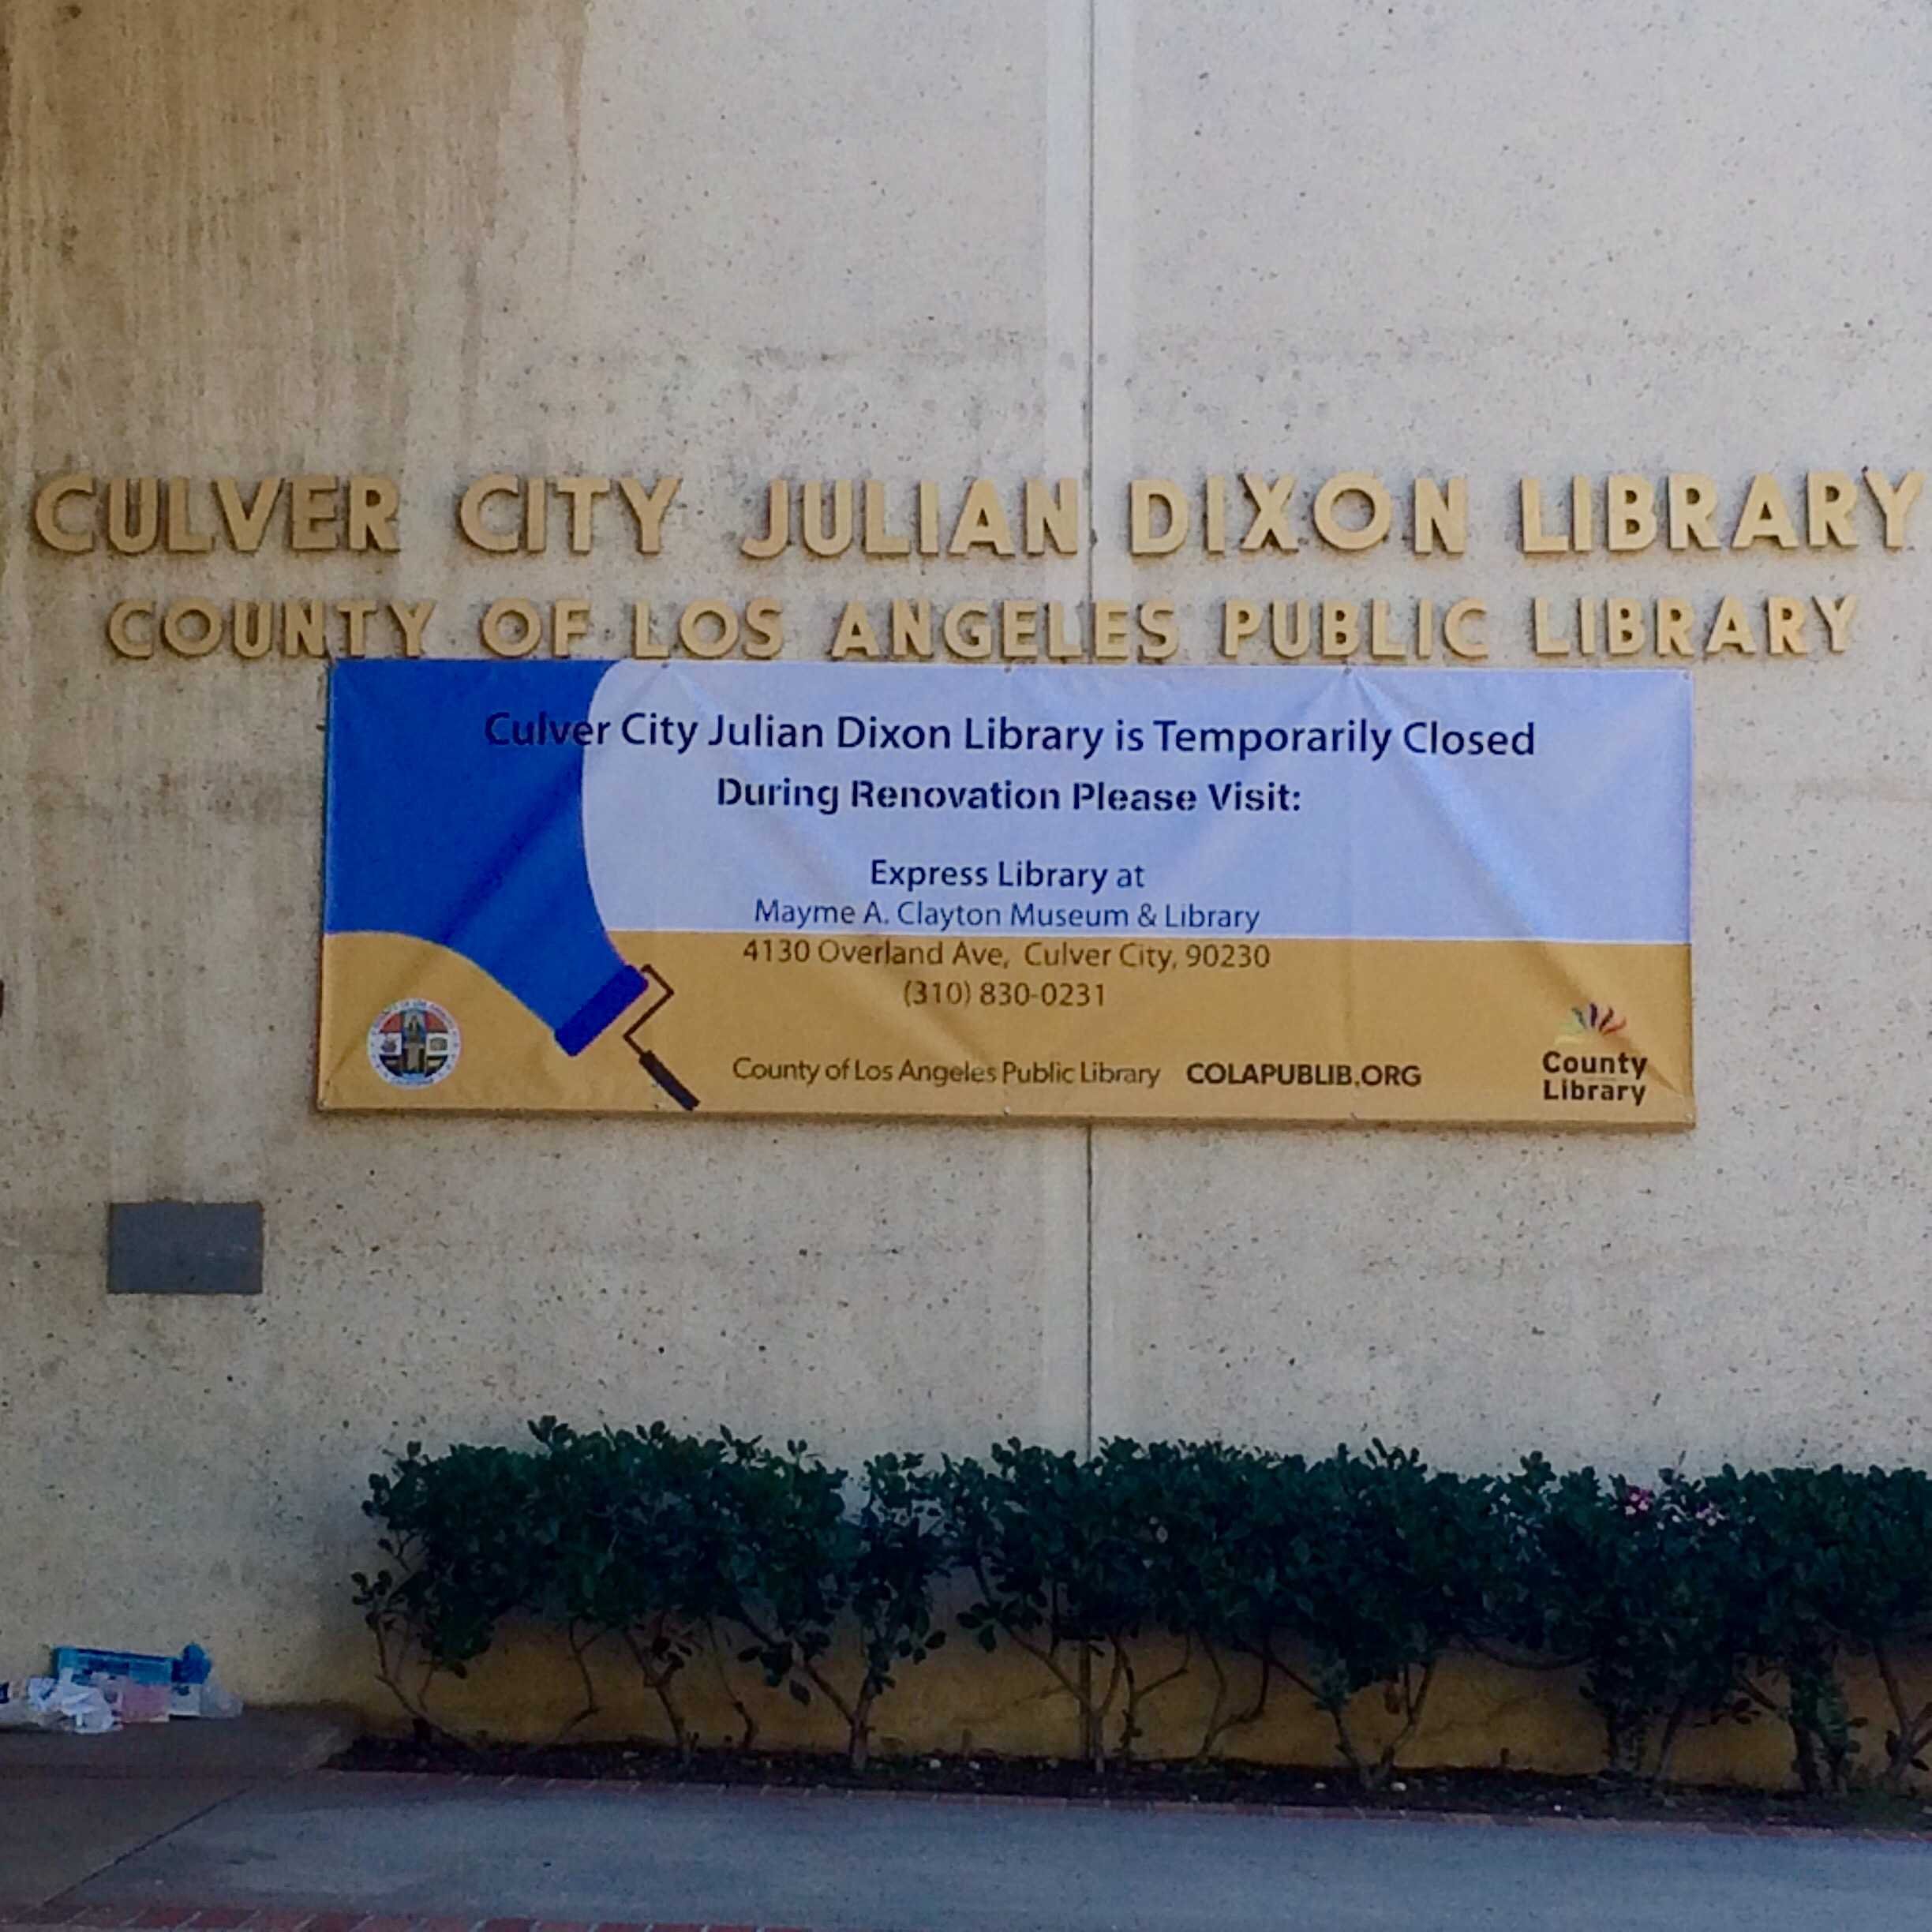 CULVER CITY JULIAN DIXON LIBRARY
COUNTY OF LOS ANGELES PUBLIC LIBRARY
Culver City Julian Dixon Library is Temporarily Closed
During Renovation Please Visit:
Express Library at
Mayme A. Clayton Museum & Library
4130 Overland Ave, Culver City, 90230
(310) 830-0231
County of Los Angeles Public Library COLAPUBLIB.ORG
County
Library